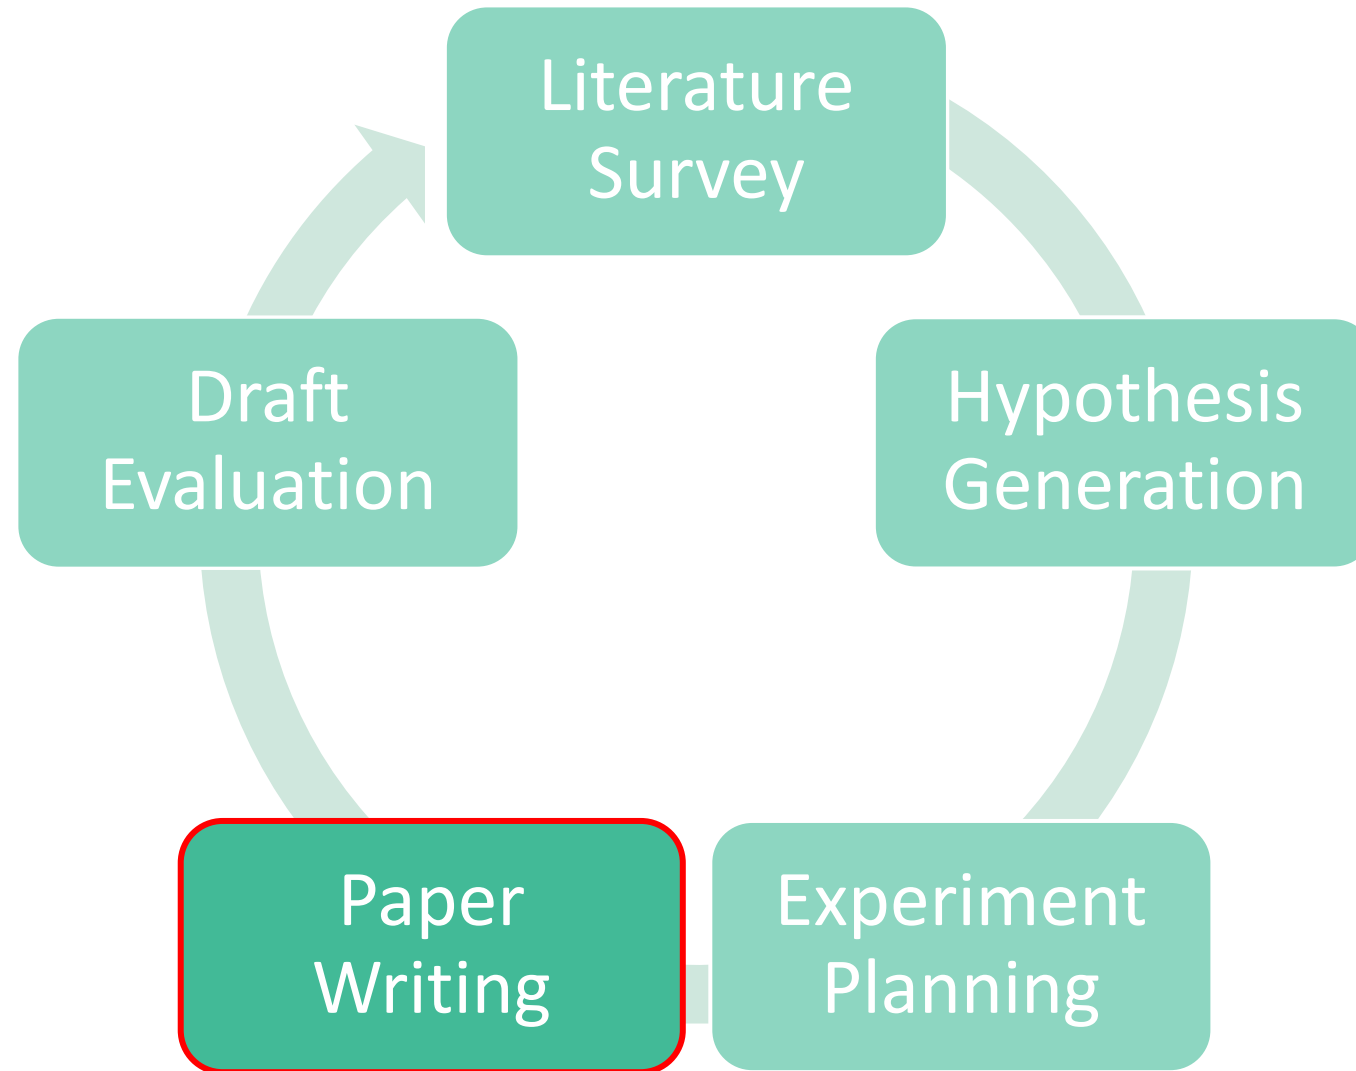 Literature
Survey
Hypothesis
Generation
Experiment
Planning
Paper
Writing
Draft
Evaluation